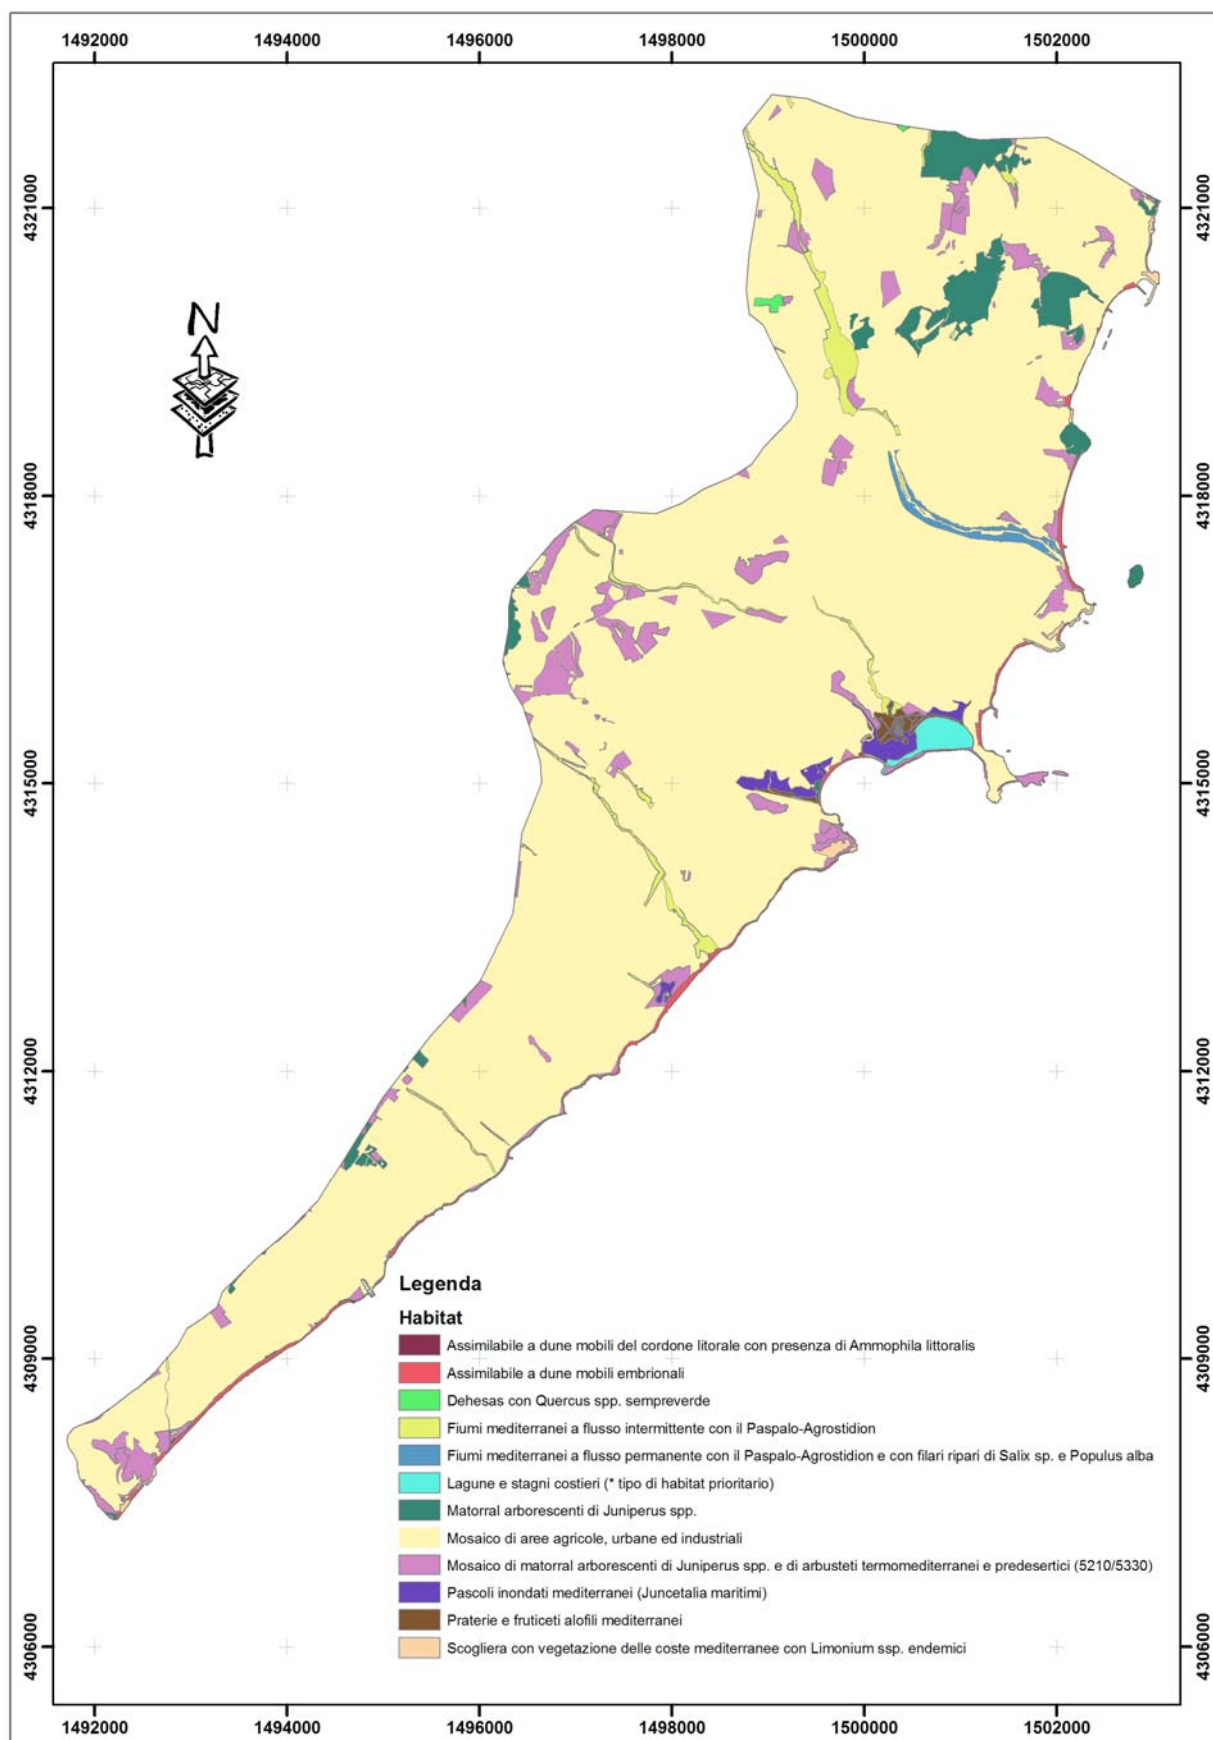 1492000 1494000 1496000 1498000 1500000 1502000
4321000 4321000
N
4318000 4318000
4315000 4315000
4312000 4312000
Legenda
Habitat
Assimilabile a dune mobili del cordone litorale con presenza di Ammophila littoralis
4309000 4309000
Assimilabile a dune mobili embrionali
Dehesas con Quercus spp. sempreverde
Fiumi mediterranei a flusso intermittente con il Paspalo-Agrostidion
Fiumi mediterranei a flusso permanente con il Paspalo-Agrostidion e con filari ripari di Salix sp. e Populus alba
Lagune e stagni costieri (* tipo di habitat prioritario)
Matorral arborescenti di Juniperus spp.
Mosaico di aree agricole, urbane ed industriali
Mosaico di matorral arborescenti di Juniperus spp. e di arbusteti termomediterranei e predesertici (5210/5330)
Pascoli inondati mediterranei (Juncetalia maritimi)
Praterie e fruticeti alofili mediterranei
Scogliera con vegetazione delle coste mediterranee con Limonium ssp. endemici
4306000 4306000
1492000 1494000 1496000 1498000 1500000 1502000